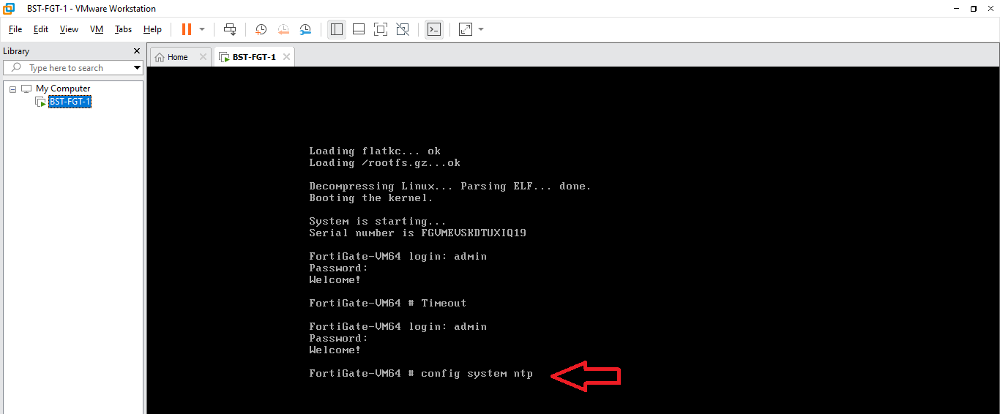 BST-FGT-1 - VMware Workstation
File Edit View VM Tabs Help
Library
Type here to search
My Computer
BST-FGT-1
Home
BST-FGT-1
Loading flatkc... ok
Loading /rootfs.gz...ok
Decompressing Linux... Parsing ELF... done.
Booting the kernel.
System is starting...
Serial number is FGVMEVSKDTUXIQ19
FortiGate-VM64 login: admin
Password:
Welcome!
FortiGate-VM64 # Timeout
FortiGate-VM64 login: admin
Password:
Welcome!
FortiGate-VM64 # config system ntp